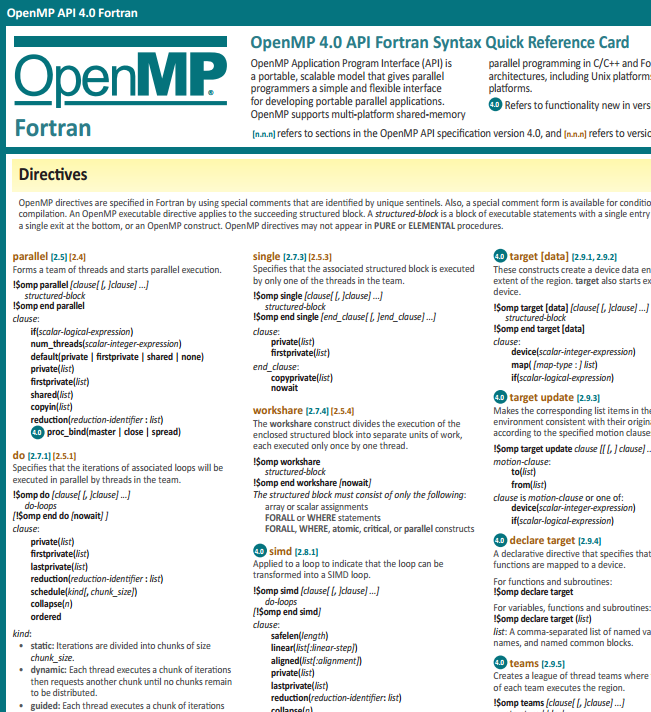 OpenMP API 4.0 Fortran
OpenMP
Fortran
OpenMP 4.0 API Fortran Syntax Quick Reference Card
OpenMP Application Program Interface (API) is
a portable, scalable model that gives parallel
programmers a simple and flexible interface
for developing portable parallel applications.
OpenMP supports multi-platform shared-memory
parallel programming in C/C++ and Fo
architectures, including Unix platform
platforms.
4.0 Refers to functionality new in vers
[n.n.n] refers to sections in the OpenMP API specification version 4.0, and [n.n.n] refers to versio
Directives
OpenMP directives are specified in Fortran by using special comments that are identified by unique sentinels. Also, a special comment form is available for conditio
compilation. An OpenMP executable directive applies to the succeeding structured block. A structured-block is a block of executable statements with a single entry
a single exit at the bottom, or an OpenMP construct. OpenMP directives may not appear in PURE or ELEMENTAL procedures.
parallel [2.5] [2.4]
Forms a team of threads and starts parallel execution.
!$omp parallel [clause[ [, ]clause] ...]
structured-block
!$omp end parallel
clause:
if(scalar-logical-expression)
num_threads(scalar-integer-expression)
default(private | firstprivate | shared | none)
private(list)
firstprivate(list)
shared(list)
copyin(list)
reduction(reduction-identifier : list)
4.0 proc_bind(master | close | spread)
do [2.7.1] [2.5.1]
Specifies that the iterations of associated loops will be
executed in parallel by threads in the team.
!$omp do [clause[ [, ]clause] ...]
do-loops
[!$omp end do [nowait] ]
clause:
private(list)
firstprivate(list)
lastprivate(list)
reduction(reduction-identifier : list)
schedule(kind[, chunk_size])
collapse(n)
ordered
kind:
• static: Iterations are divided into chunks of size
chunk_size.
• dynamic: Each thread executes a chunk of iterations
then requests another chunk until no chunks remain
to be distributed.
• guided: Each thread executes a chunk of iterations
single [2.7.3] [2.5.3]
Specifies that the associated structured block is executed
by only one of the threads in the team.
!$omp single [clause[ [, ]clause] ...]
structured-block
!$omp end single [end_clause[ [, ]end_clause] ...]
clause:
private(list)
firstprivate(list)
end_clause:
copyprivate(list)
nowait
workshare [2.7.4] [2.5.4]
The workshare construct divides the execution of the
enclosed structured block into separate units of work,
each executed only once by one thread.
!$omp workshare
structured-block
!$omp end workshare [nowait]
The structured block must consist of only the following:
array or scalar assignments
FORALL or WHERE statements
FORALL, WHERE, atomic, critical, or parallel constructs
4.0 simd [2.8.1]
Applied to a loop to indicate that the loop can be
transformed into a SIMD loop.
!$omp simd [clause[ [, ]clause] ...]
do-loops
[!$omp end simd]
clause:
safelen(length)
linear(list[:linear-step])
aligned(list[:alignment])
private(list)
lastprivate(list)
reduction(reduction-identifier: list)
collapse(n)
4.0 target [data] [2.9.1, 2.9.2]
These constructs create a device data en
extent of the region. target also starts ex
device.
!$omp target [data] [clause[ [, ]clause] ...]
structured-block
!$omp end target [data]
clause:
device(scalar-integer-expression)
map( [map-type : ] list)
if(scalar-logical-expression)
4.0 target update [2.9.3]
Makes the corresponding list items in the
environment consistent with their origina
according to the specified motion clause
!$omp target update clause [[ [, ] clause] ...
motion-clause:
to(list)
from(list)
clause is motion-clause or one of:
device(scalar-integer-expression)
if(scalar-logical-expression)
4.0 declare target [2.9.4]
A declarative directive that specifies that
functions are mapped to a device.
For functions and subroutines:
!$omp declare target
For variables, functions and subroutines:
!$omp declare target (list)
list: A comma-separated list of named va
names, and named common blocks.
4.0 teams [2.9.5]
Creates a league of thread teams where
of each team executes the region.
!$omp teams [clause[ [, ]clause] ...]